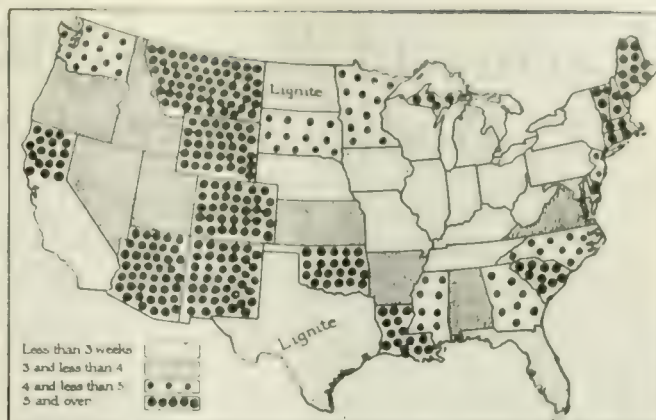 Lignite
Lignite
Less than 3 weeks
3 and less than 4
4 and less than 5
5 and over